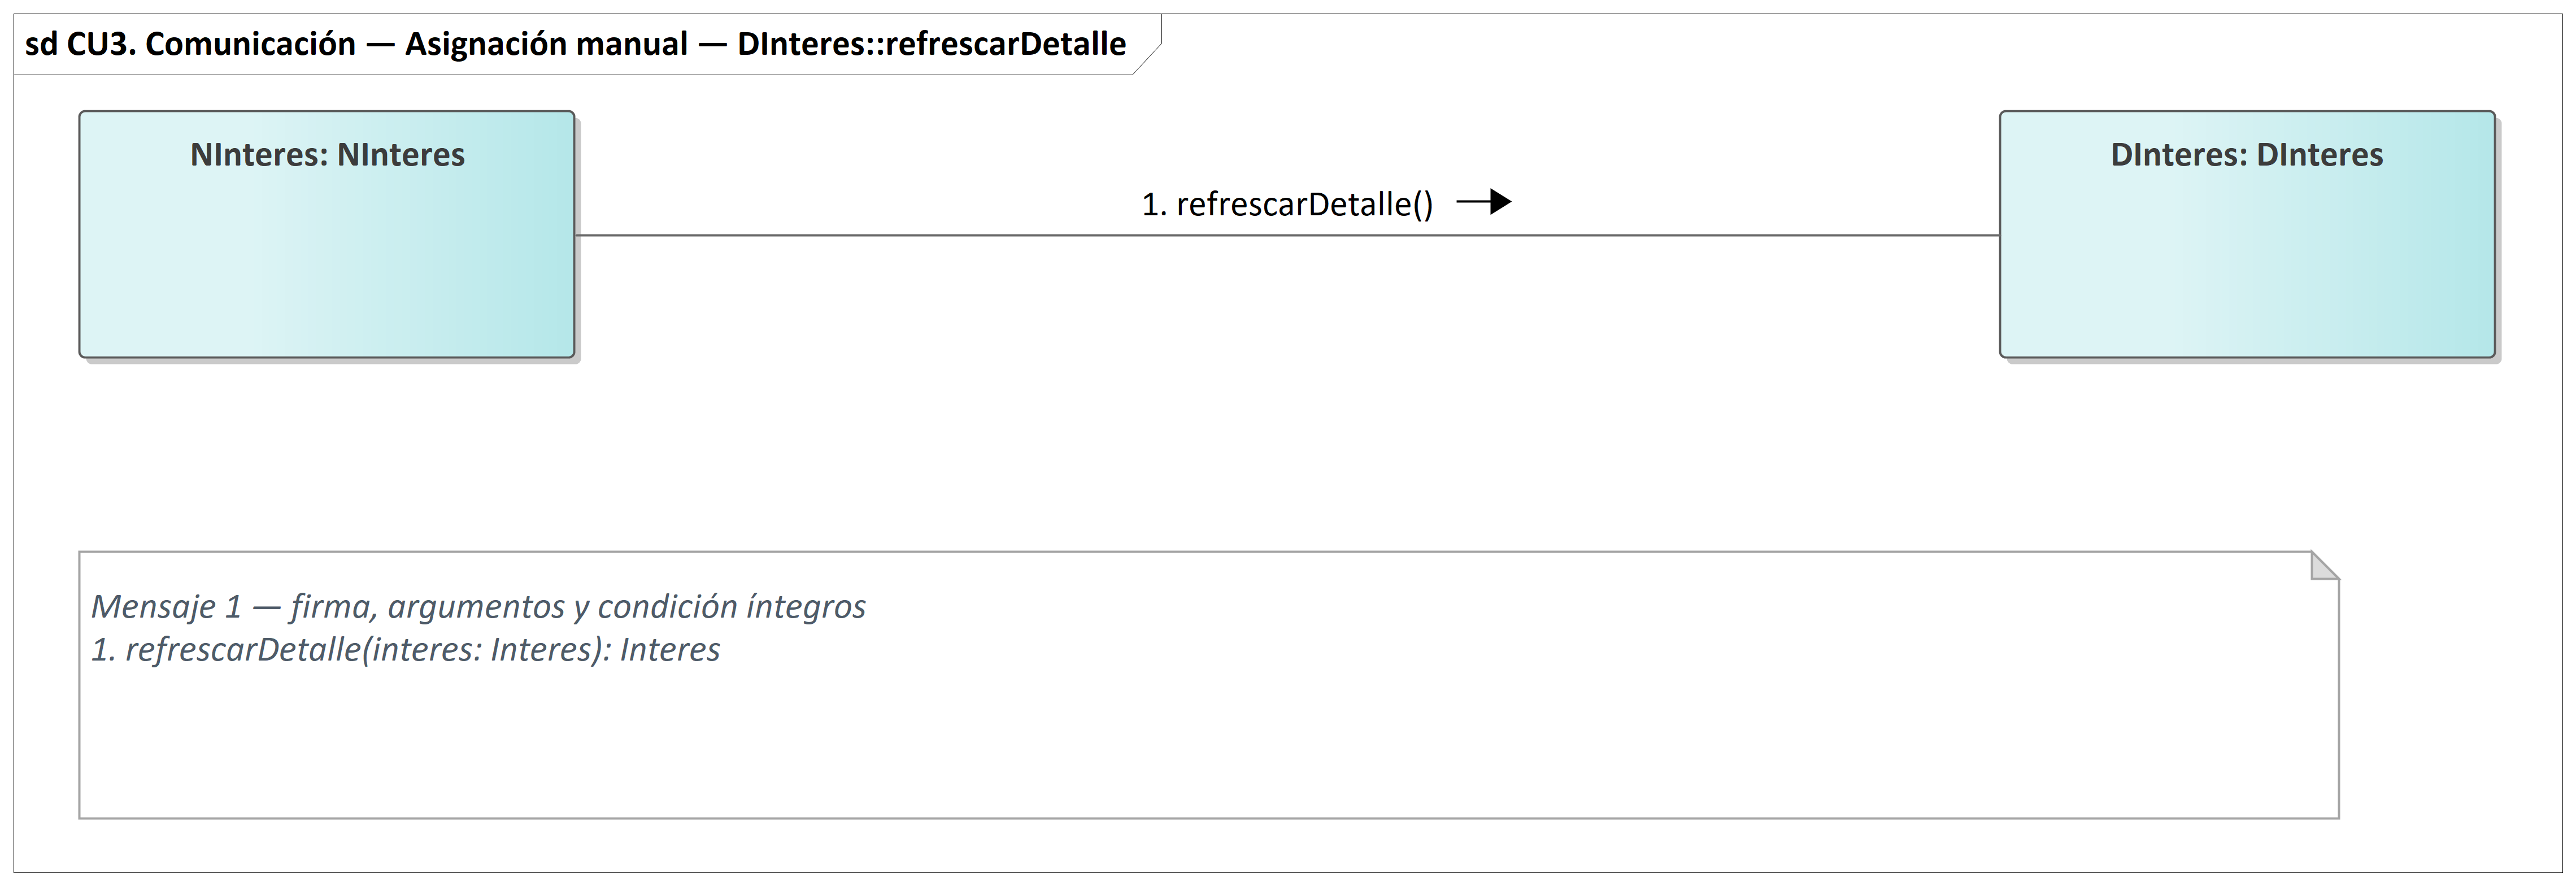 sd CU3. Comunicación — Asignación manual — DInteres::refrescarDetalle
NInteres: NInteres
DInteres: DInteres
1. refrescarDetalle()
Mensaje 1 — firma, argumentos y condición íntegros
1. refrescarDetalle(interes: Interes): Interes